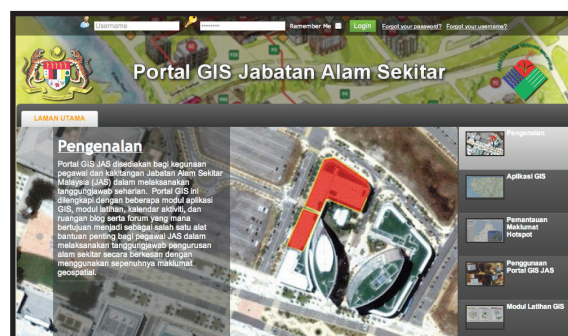 Username
Remember Me
Login
Forgot your password?
Forgot your username?
Portal GIS Jabatan Alam Sekitar
LAMAN UTAMA
Pengenalan
Portal GIS JAS disediakan bagi kegunaan
pegawai dan kakitangan Jabatan Alam Sekitar
Malaysia (JAS) dalam melaksanakan
tanggungjawab seharian. Portal GIS ini
dilengkapi dengan beberapa modul aplikasi
GIS, modul latihan, kalendar aktiviti, dan
ruangan blog serta forum yang mana
bertujuan menjadi sebagai salah satu alat
bantuan penting bagi pegawai JAS dalam
melaksanakan tanggungjawab pengurusan
alam sekitar secara berkesan dengan
menggunakan sepenuhnya maklumat
geospatial.
Pengenalan
Aplikasi GIS
Pemantauan
Maklumat
Hotspot
Penggunaan
Portal GIS JAS
Modul Latihan GIS